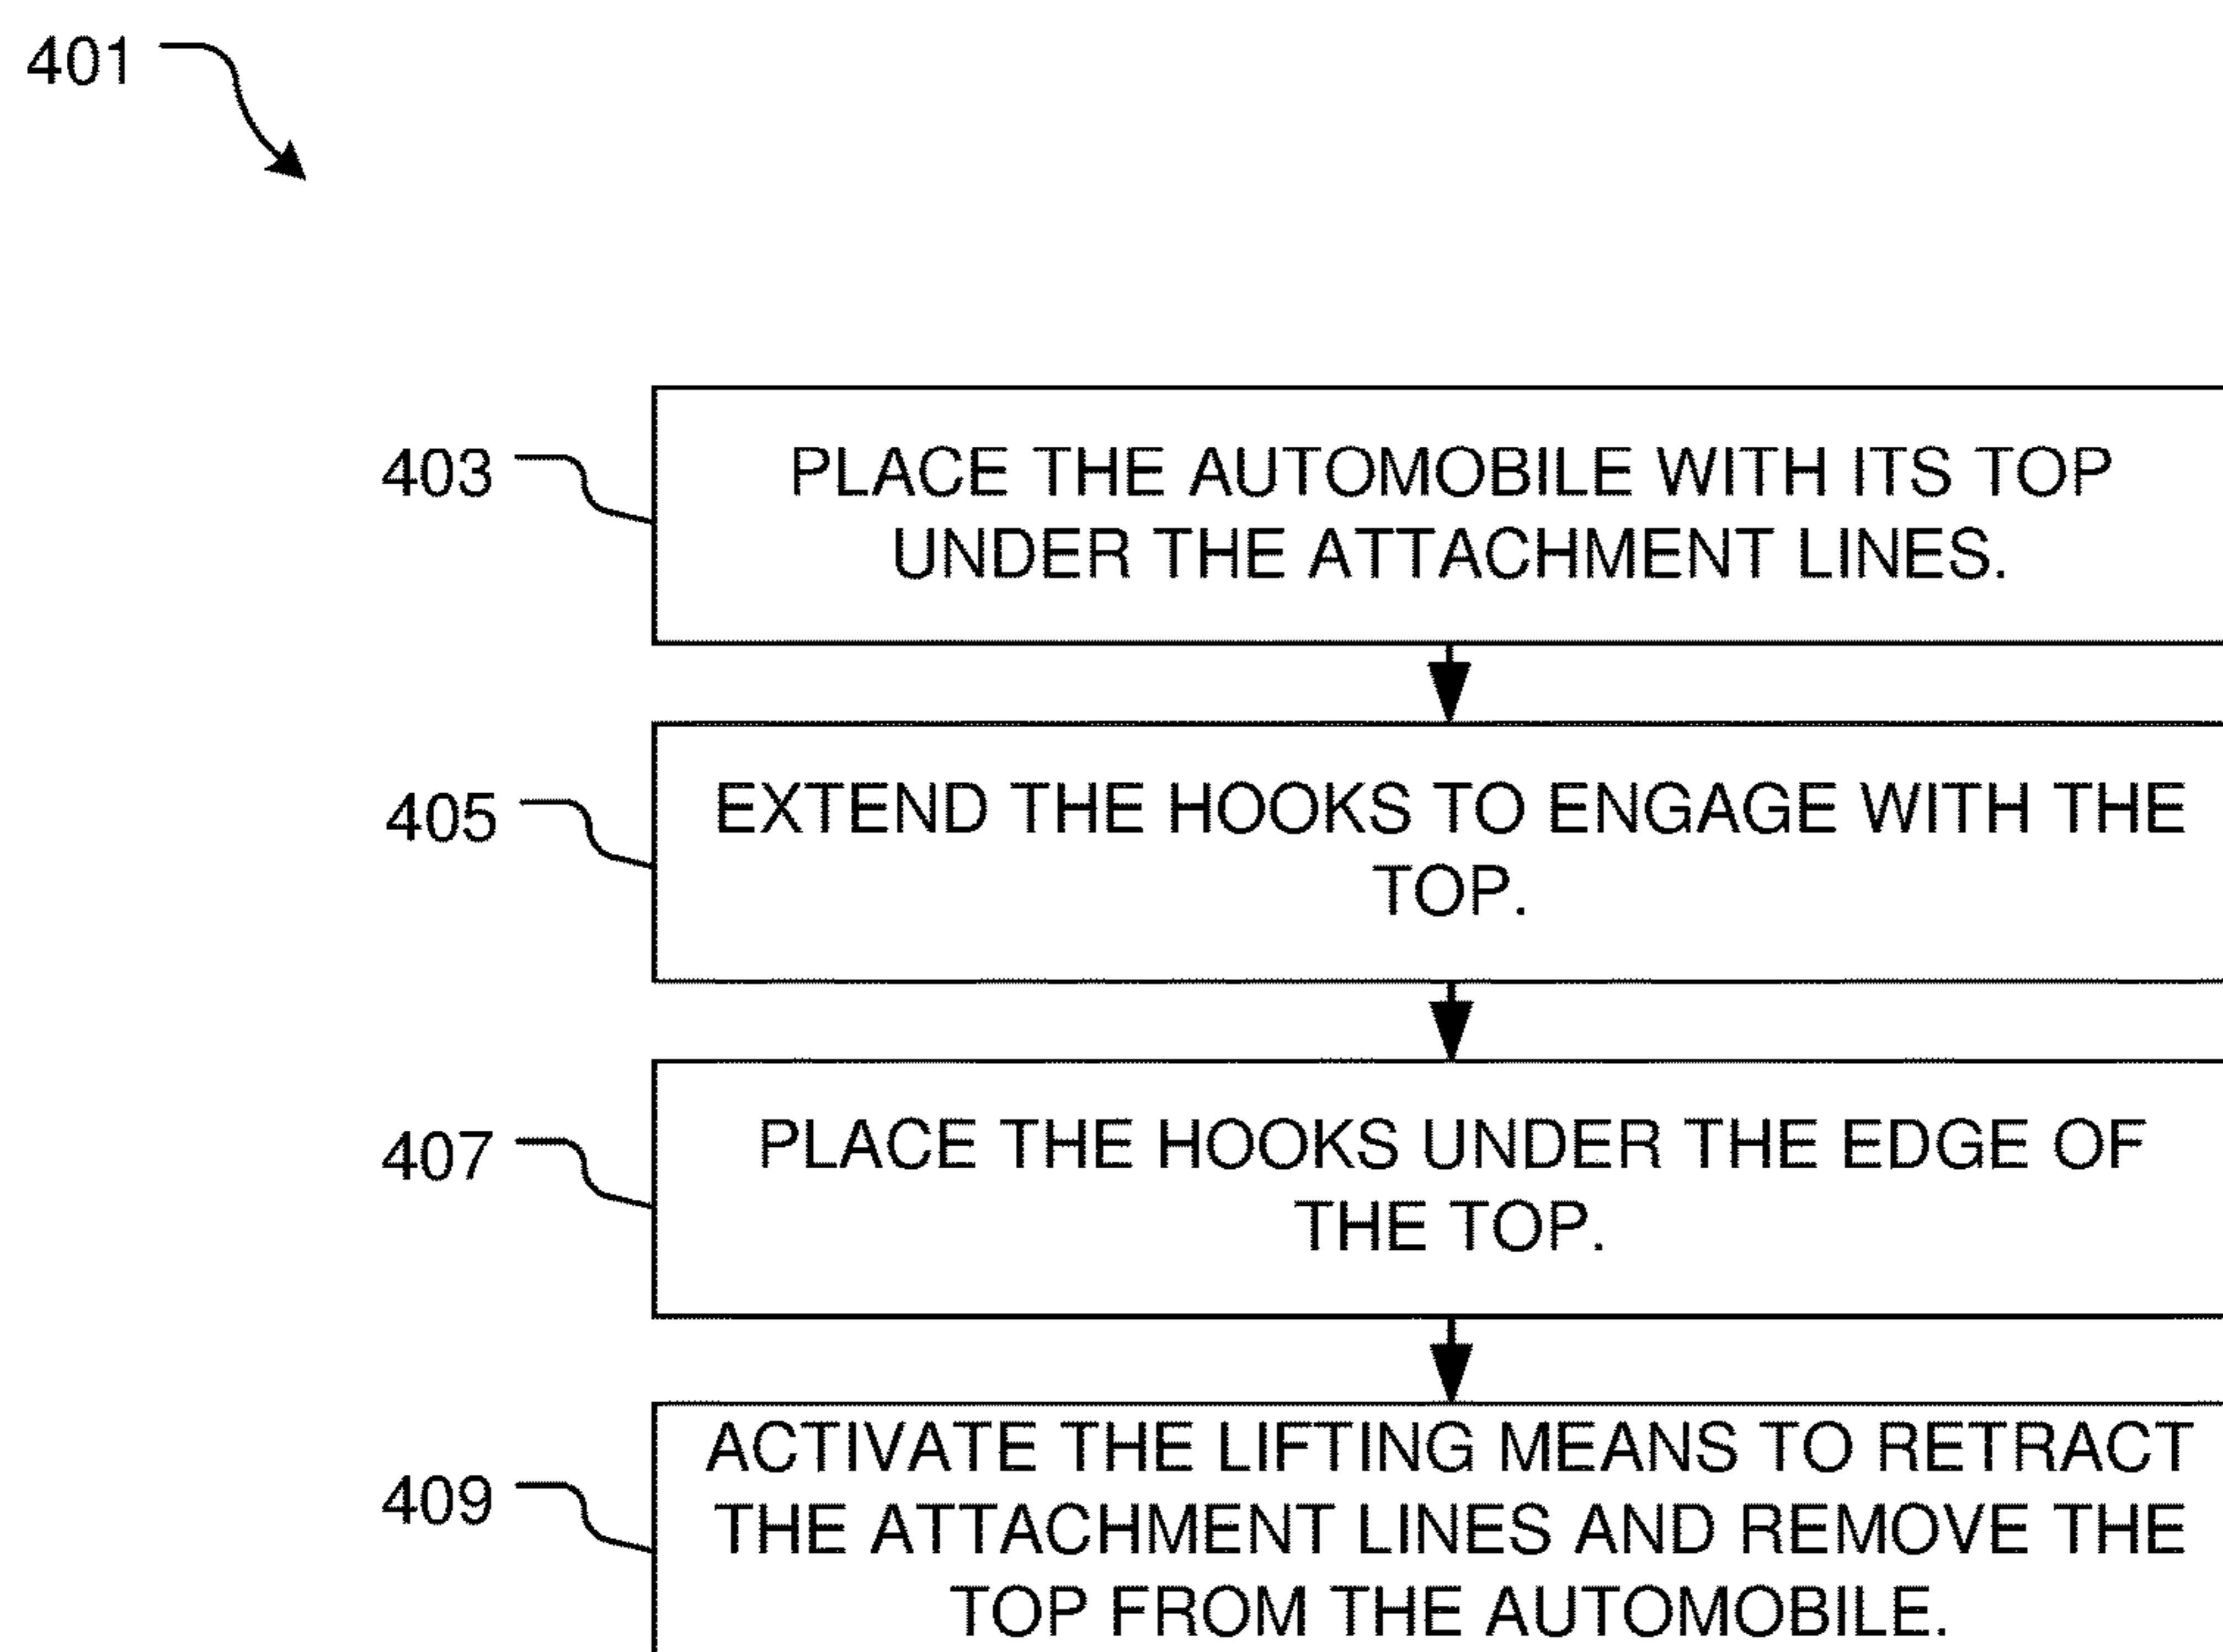 401
403
PLACE THE AUTOMOBILE WITH ITS TOP
UNDER THE ATTACHMENT LINES.
405
EXTEND THE HOOKS TO ENGAGE WITH THE
TOP.
407
PLACE THE HOOKS UNDER THE EDGE OF
THE TOP.
409
ACTIVATE THE LIFTING MEANS TO RETRACT
THE ATTACHMENT LINES AND REMOVE THE
TOP FROM THE AUTOMOBILE.